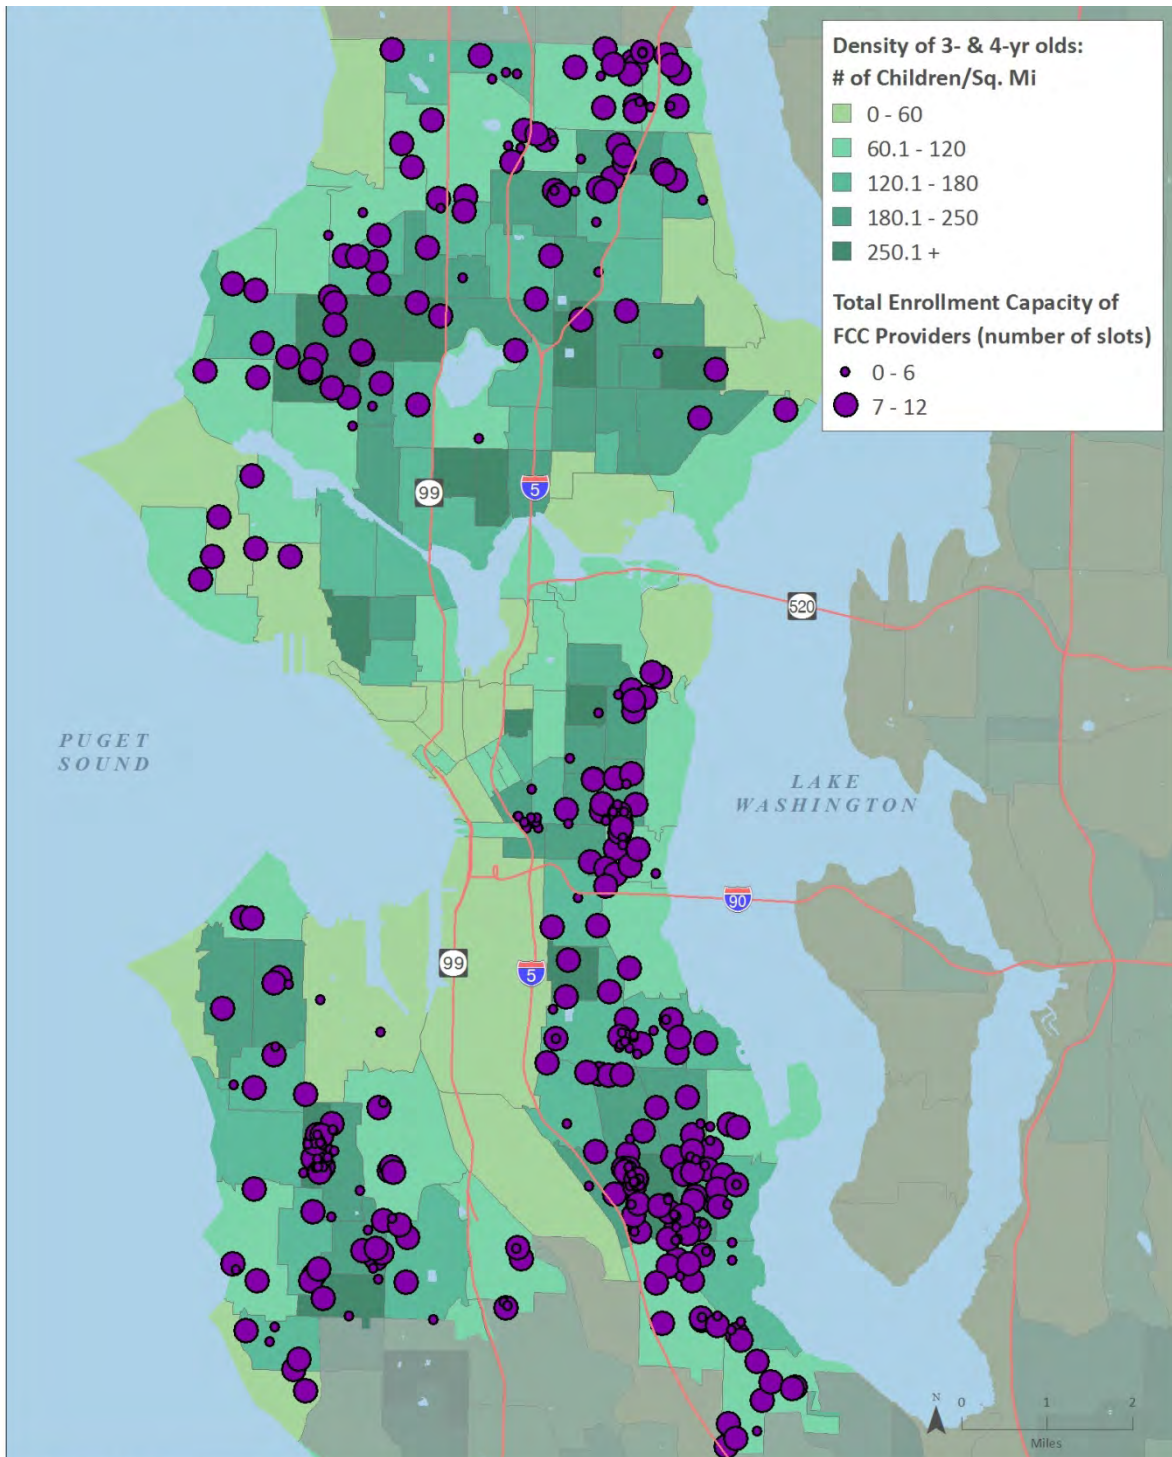 Density of 3- & 4-yr olds:
# of Children/Sq. Mi
0 - 60
60.1 - 120
120.1 - 180
180.1 - 250
250.1 +
Total Enrollment Capacity of
FCC Providers (number of slots)
0 - 6
7 - 12
99
5
520
PUGET
SOUND
LAKE
WASHINGTON
90
99
5
N
0 1 2
Miles